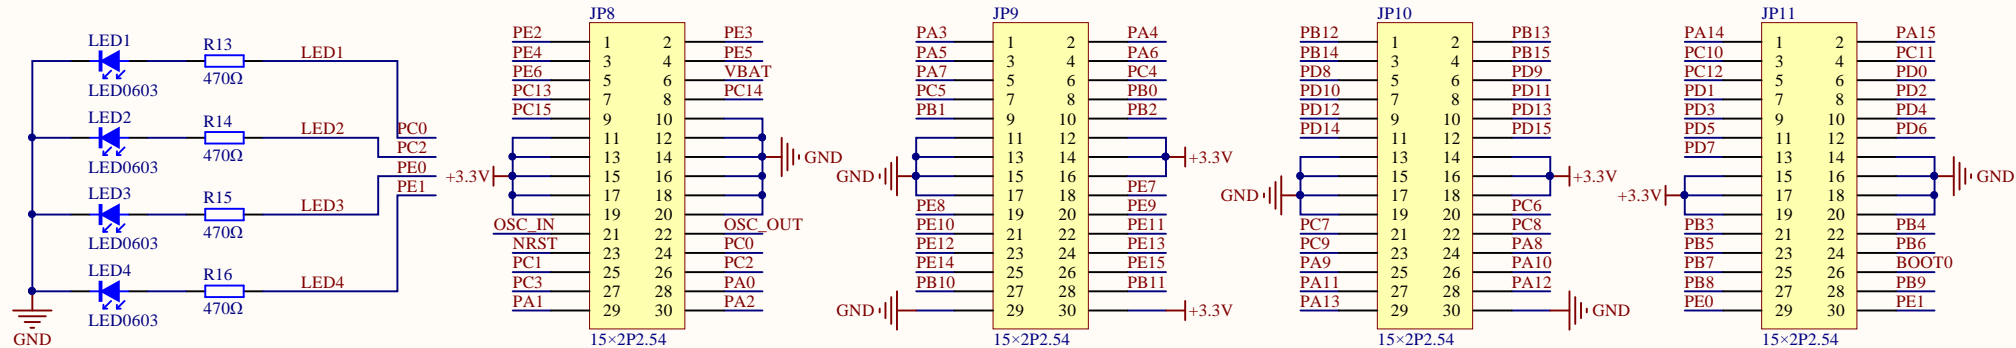 LED1
R13
LED1
LED0603
470Ω
LED2
R14
LED2
LED0603
470Ω
LED3
R15
LED3
LED0603
470Ω
LED4
R16
LED4
LED0603
470Ω
GND
PC0
PC2
PE0
PE1
JP8
PE2 1 2 PE3
PE4 3 4 PE5
PE6 5 6 VBAT
PC13 7 8 PC14
PC15 9 10
11 12
13 14 GND
+3.3V 15 16
17 18
19 20
OSC_IN 21 22 OSC_OUT
NRST 23 24 PC0
PC1 25 26 PC2
PC3 27 28 PA0
PA1 29 30 PA2
15×2P2.54
JP9
PA3 1 2 PA4
PA5 3 4 PA6
PA7 5 6 PC4
PC5 7 8 PB0
PB1 9 10 PB2
11 12
13 14 +3.3V
GND 15 16
17 18 PE7
PE8 19 20 PE9
PE10 21 22 PE11
PE12 23 24 PE13
PE14 25 26 PE15
PB10 27 28 PB11
GND 29 30 +3.3V
15×2P2.54
JP10
PB12 1 2 PB13
PB14 3 4 PB15
PD8 5 6 PD9
PD10 7 8 PD11
PD12 9 10 PD13
PD14 11 12 PD15
13 14
15 16 +3.3V
GND 17 18
19 20 PC6
PC7 21 22 PC8
PC9 23 24 PA8
PA9 25 26 PA10
PA11 27 28 PA12
PA13 29 30 GND
15×2P2.54
JP11
PA14 1 2 PA15
PC10 3 4 PC11
PC12 5 6 PD0
PD1 7 8 PD2
PD3 9 10 PD4
PD5 11 12 PD6
PD7 13 14
15 16 GND
+3.3V 17 18
19 20
PB3 21 22 PB4
PB5 23 24 PB6
PB7 25 26 BOOT0
PB8 27 28 PB9
PE0 29 30 PE1
15×2P2.54